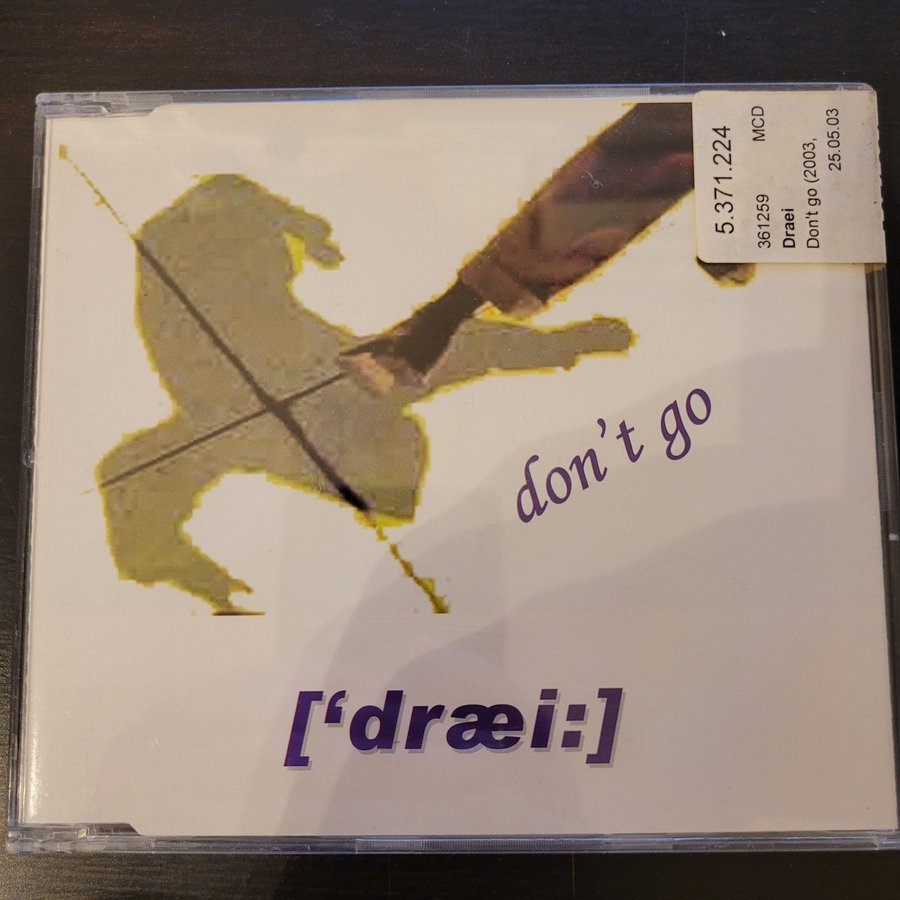 5.371.224
361259 MCD
Draei
Don't go (2003,
25.05.03
don't go
[‘dræi:]